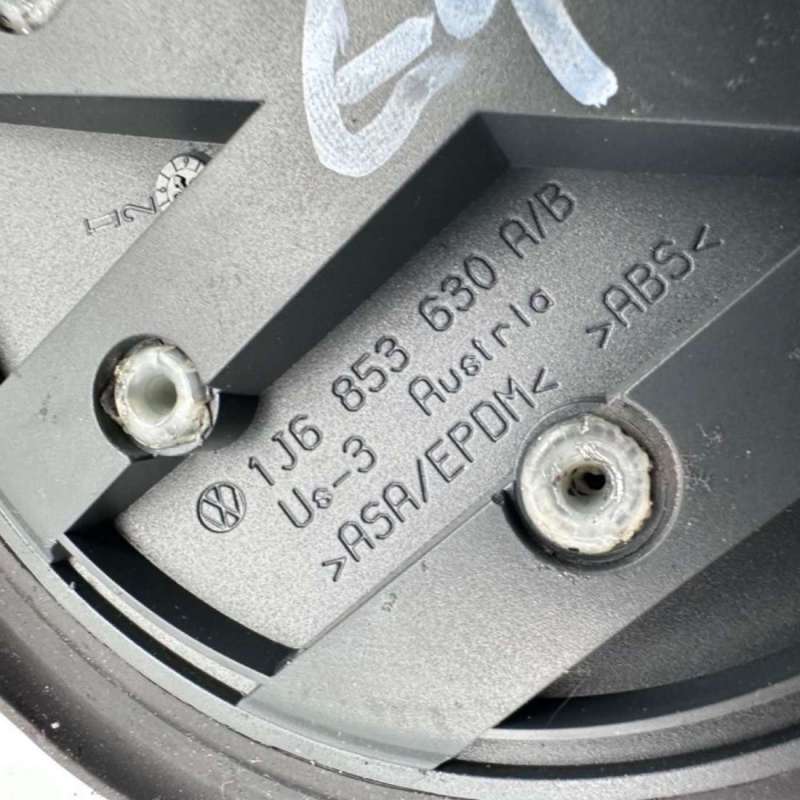 1J6 853 630 R/B
Us-3 Austria
>ASA/EPDM< >ABS<